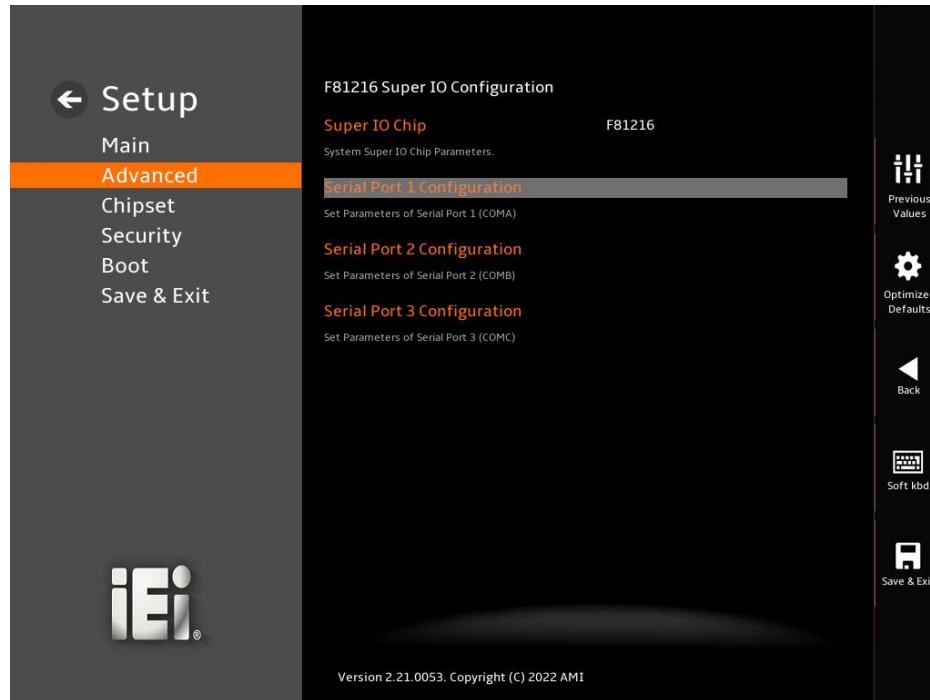 Setup
Main
Advanced
Chipset
Security
Boot
Save & Exit
iEi®
F81216 Super IO Configuration
Super IO Chip F81216
System Super IO Chip Parameters.
Serial Port 1 Configuration
Set Parameters of Serial Port 1 (COMA)
Serial Port 2 Configuration
Set Parameters of Serial Port 2 (COMB)
Serial Port 3 Configuration
Set Parameters of Serial Port 3 (COMC)
Version 2.21.0053. Copyright (C) 2022 AMI
Previous
Values
Optimize
Defaults
Back
Soft kbd
Save & Exi